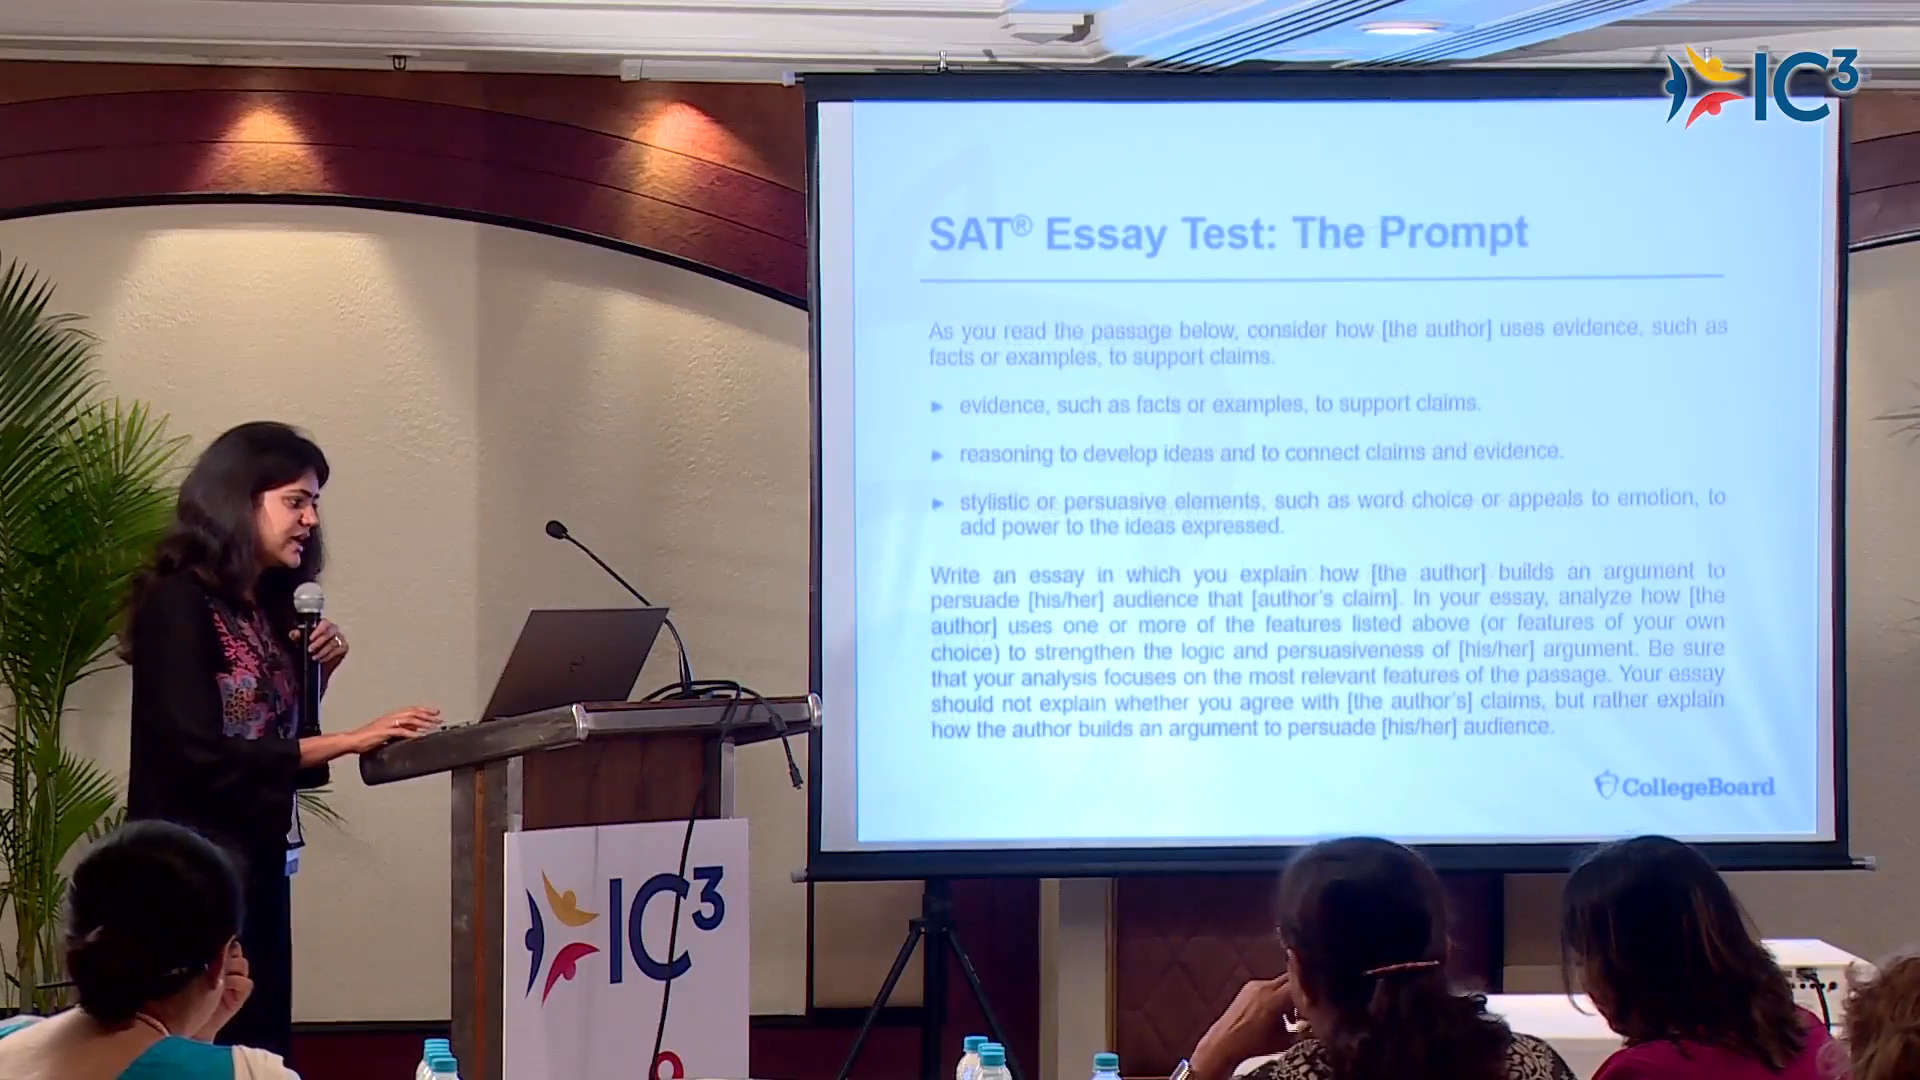 IC³
SAT® Essay Test: The Prompt
As you read the passage below, consider how [the author] uses evidence, such as
facts or examples, to support claims.
► evidence, such as facts or examples, to support claims.
► reasoning to develop ideas and to connect claims and evidence.
► stylistic or persuasive elements, such as word choice or appeals to emotion, to
add power to the ideas expressed.
Write an essay in which you explain how [the author] builds an argument to
persuade [his/her] audience that [author's claim]. In your essay, analyze how [the
author] uses one or more of the features listed above (or features of your own
choice) to strengthen the logic and persuasiveness of [his/her] argument. Be sure
that your analysis focuses on the most relevant features of the passage. Your essay
should not explain whether you agree with [the author's] claims, but rather explain
how the author builds an argument to persuade [his/her] audience.
CollegeBoard
IC³